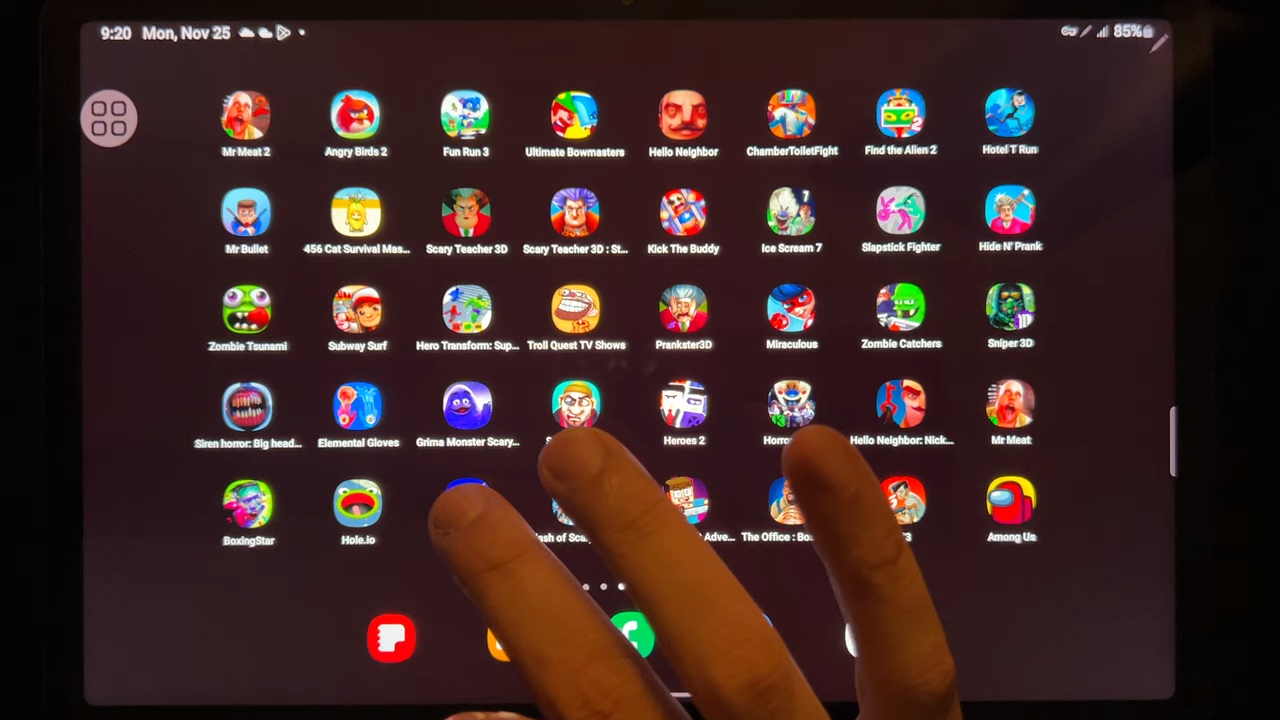 9:20 Mon, Nov 25
85%
Mr Meat 2
Angry Birds 2
Fun Run 3
Ultimate Bowmasters
Hello Neighbor
ChamberToiletFight
Find the Alien 2
Hotel T Run
Mr Bullet
456 Cat Survival Mas...
Scary Teacher 3D
Scary Teacher 3D : St...
Kick The Buddy
Ice Scream 7
Slapstick Fighter
Hide N' Prank
Zombie Tsunami
Subway Surf
Hero Transform: Sup...
Troll Quest TV Shows
Prankster3D
Miraculous
Zombie Catchers
Sniper 3D
Siren horror: Big head...
Elemental Gloves
Grima Monster Scary...
Heroes 2
Hello Neighbor: Nick...
Mr Meat
BoxingStar
Hole.io
Adve...
The Office :
Among Us